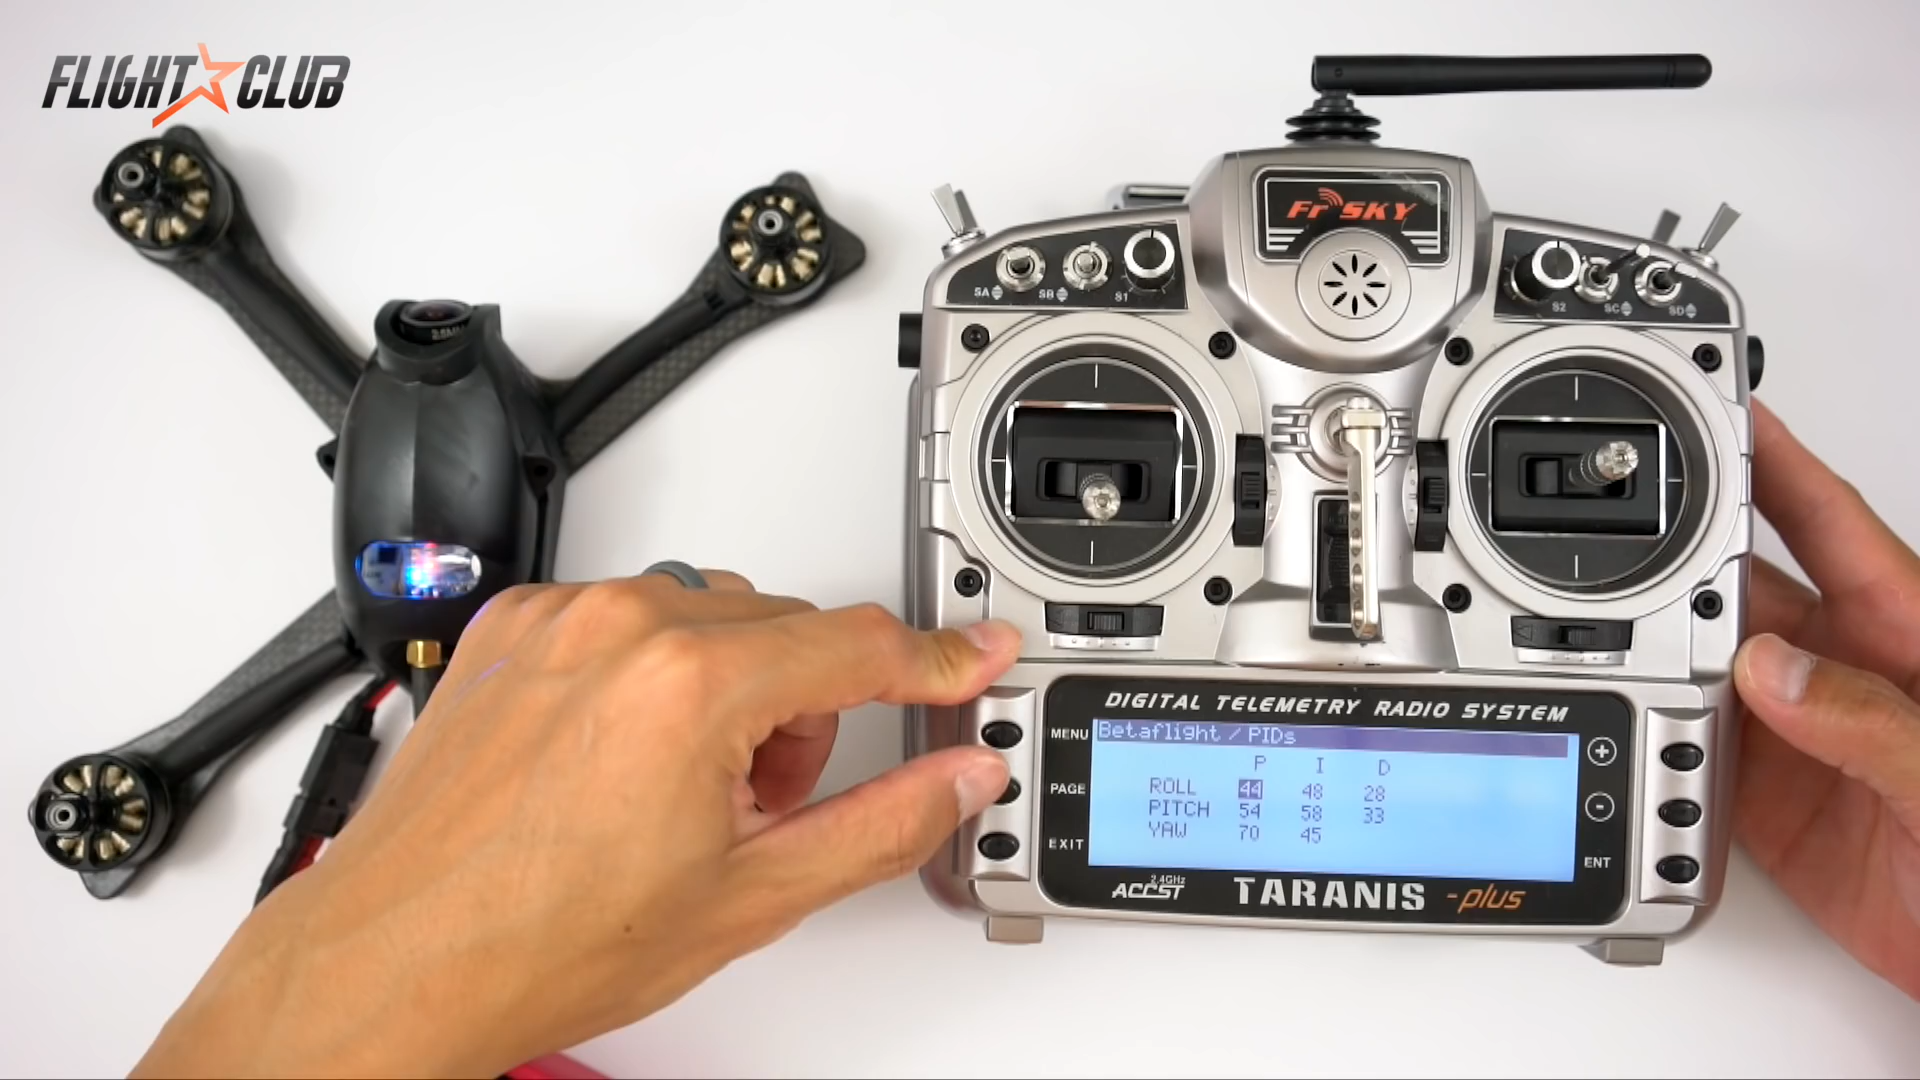 FLIGHT CLUB
FrSKY
SA
SB
S1
S2
SC
SD
DIGITAL TELEMETRY RADIO SYSTEM
MENU
PAGE
EXIT
Betaflight / PIDs
P I D
ROLL 44 48 28
PITCH 54 58 33
YAW 70 45
+
-
ENT
2.4GHz
ACCST
TARANIS -plus